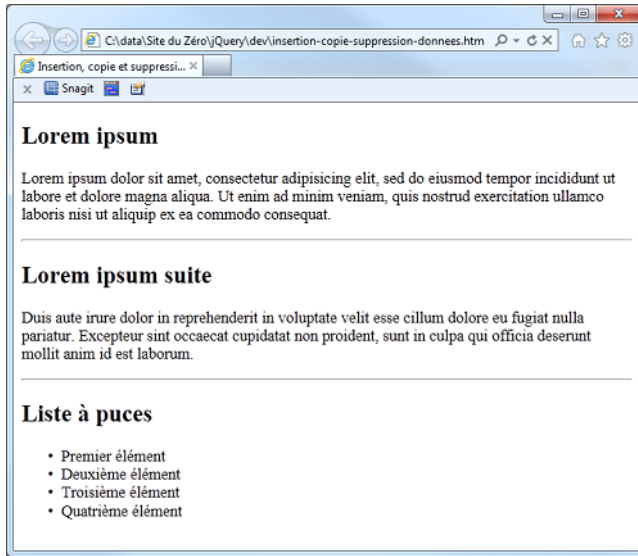 C:\data\Site du Zéro\jQuery\dev\insertion-copie-suppression-donnees.htm
Insertion, copie et suppressi...
Snagit
Lorem ipsum
Lorem ipsum dolor sit amet, consectetur adipisicing elit, sed do eiusmod tempor incididunt ut
labore et dolore magna aliqua. Ut enim ad minim veniam, quis nostrud exercitation ullamco
laboris nisi ut aliquip ex ea commodo consequat.
Lorem ipsum suite
Duis aute irure dolor in reprehenderit in voluptate velit esse cillum dolore eu fugiat nulla
pariatur. Excepteur sint occaecat cupidatat non proident, sunt in culpa qui officia deserunt
mollit anim id est laborum.
Liste à puces
• Premier élément
• Deuxième élément
• Troisième élément
• Quatrième élément